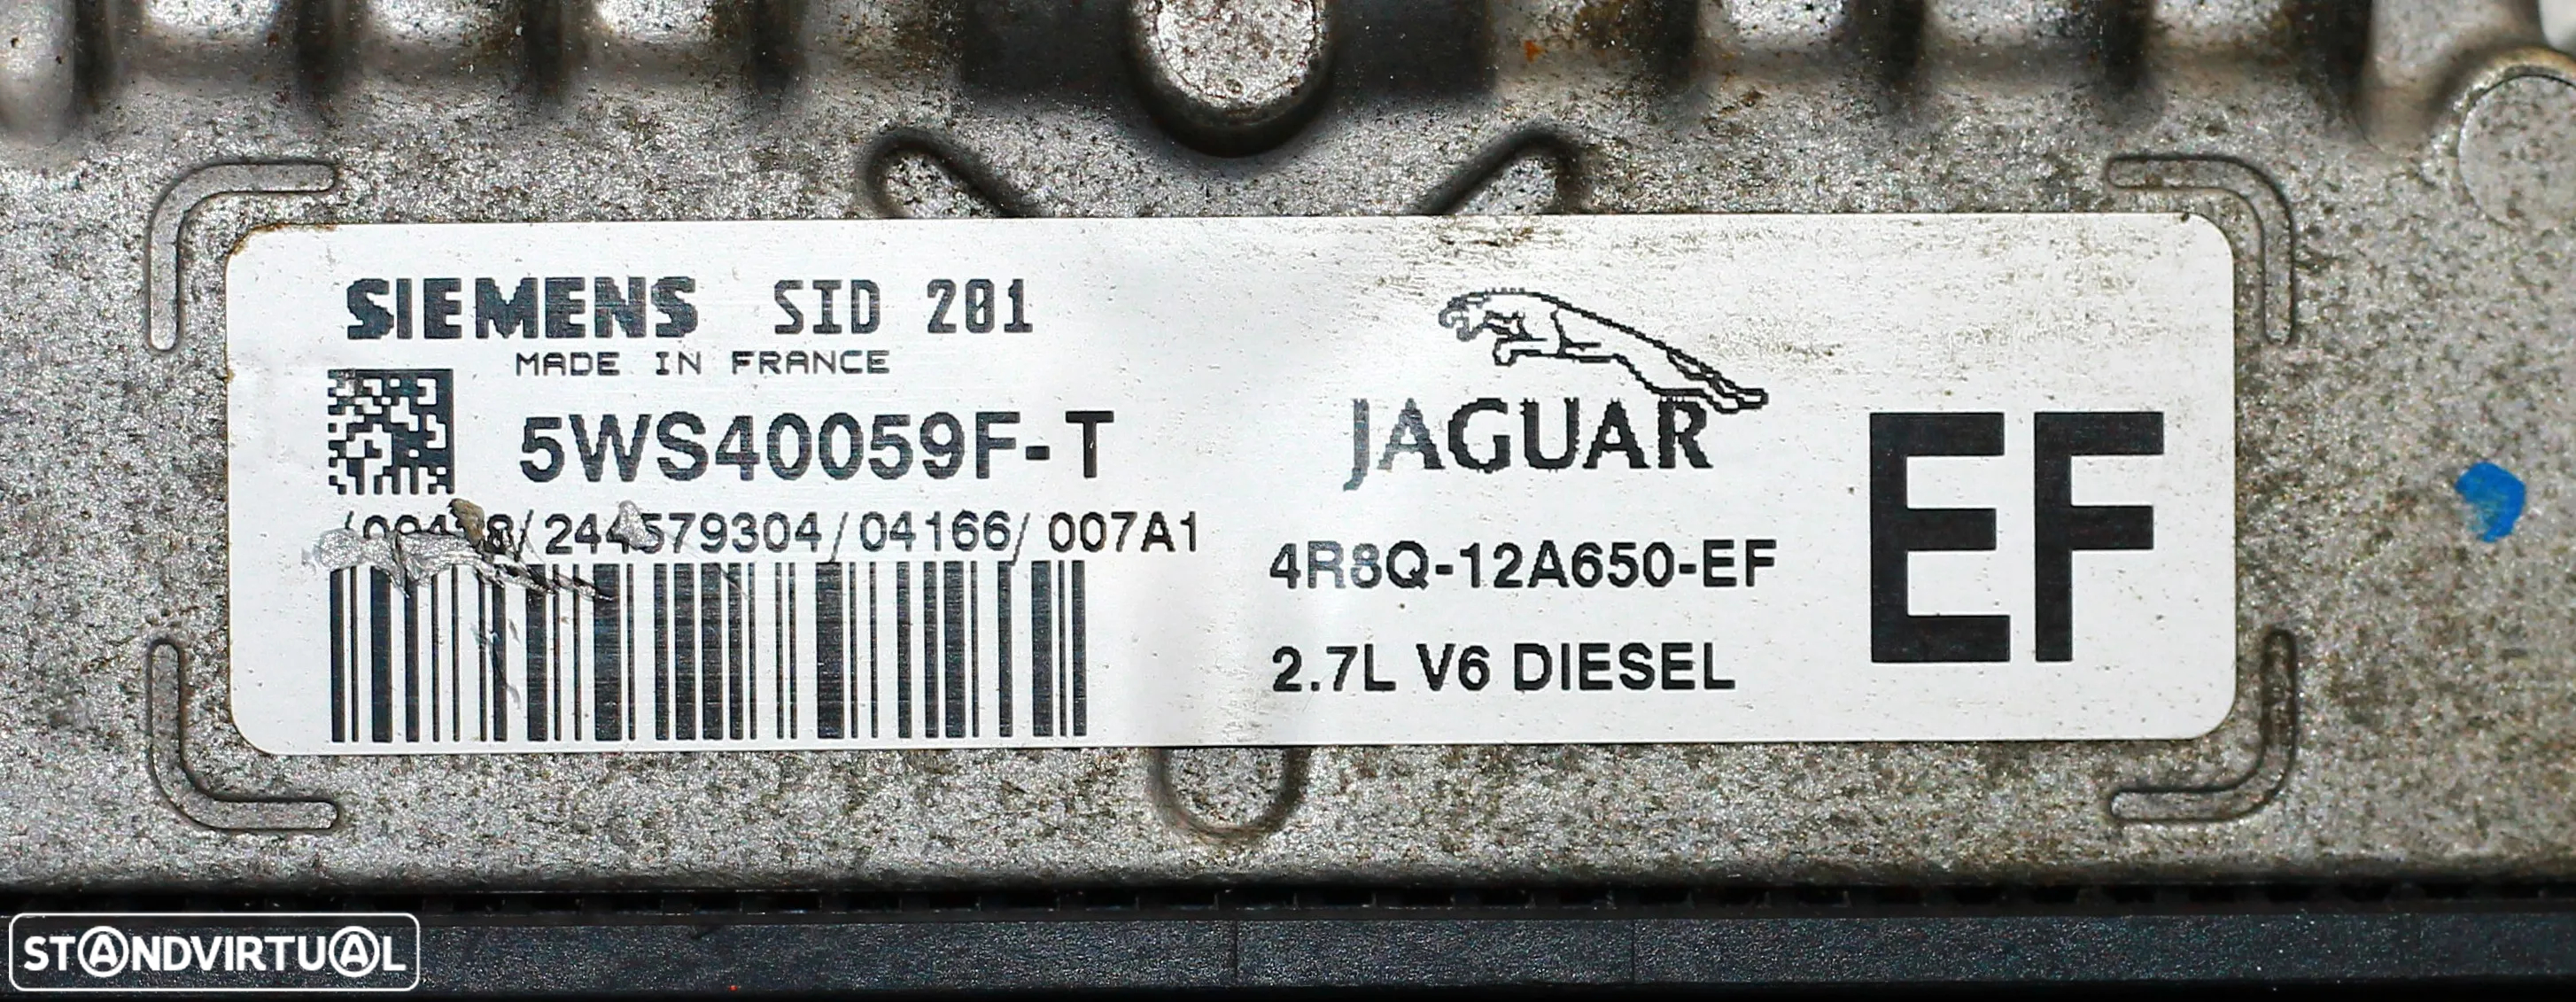 SIEMENS SID 201
MADE IN FRANCE
5WS40059F-T
/244579304/04166/007A1
JAGUAR
4R8Q-12A650-EF
2.7L V6 DIESEL
EF
STANDVIRTUAL